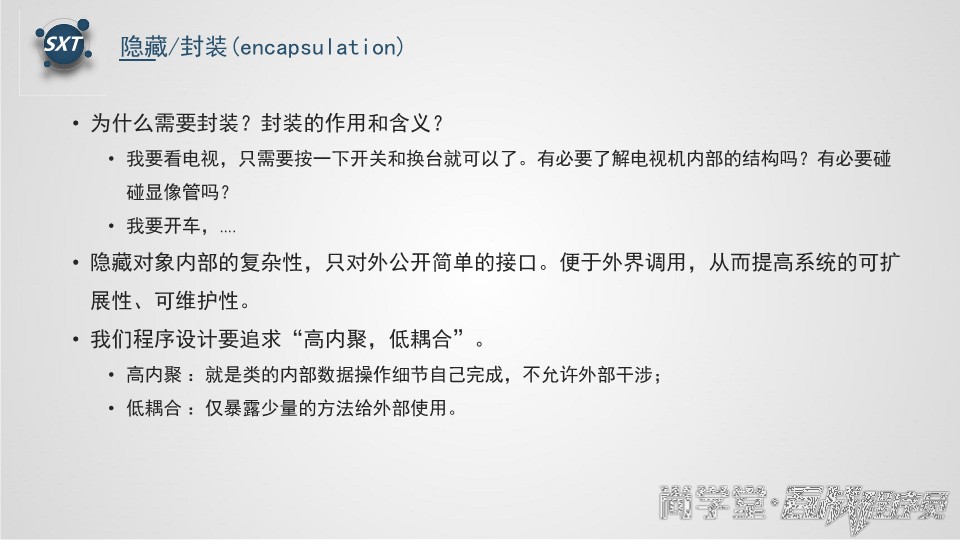 SXT
隐藏/封装(encapsulation)
• 为什么需要封装？封装的作用和含义？
• 我要看电视，只需要按一下开关和换台就可以了。有必要了解电视机内部的结构吗？有必要碰
碰显像管吗？
• 我要开车，....
• 隐藏对象内部的复杂性，只对外公开简单的接口。便于外界调用，从而提高系统的可扩
展性、可维护性。
• 我们程序设计要追求“高内聚，低耦合”。
• 高内聚 ：就是类的内部数据操作细节自己完成，不允许外部干涉；
• 低耦合 ：仅暴露少量的方法给外部使用。
尚学堂·